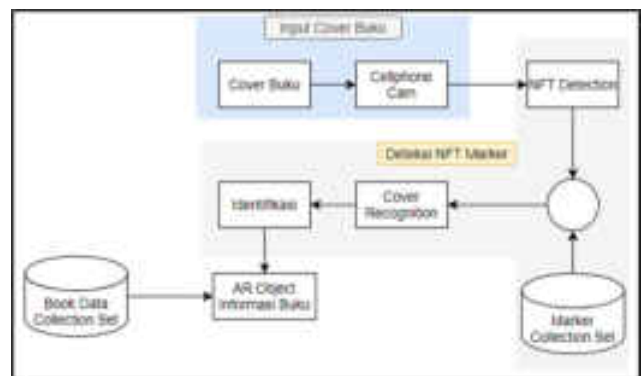 Input Cover Buku
Cover Buku
Cellphone
Cam
NFT Detection
Deteksi NFT Marker
Identifikasi
Cover
Recognition
Book Data
Collection Set
AR Object
Informasi Buku
Marker
Collection Set